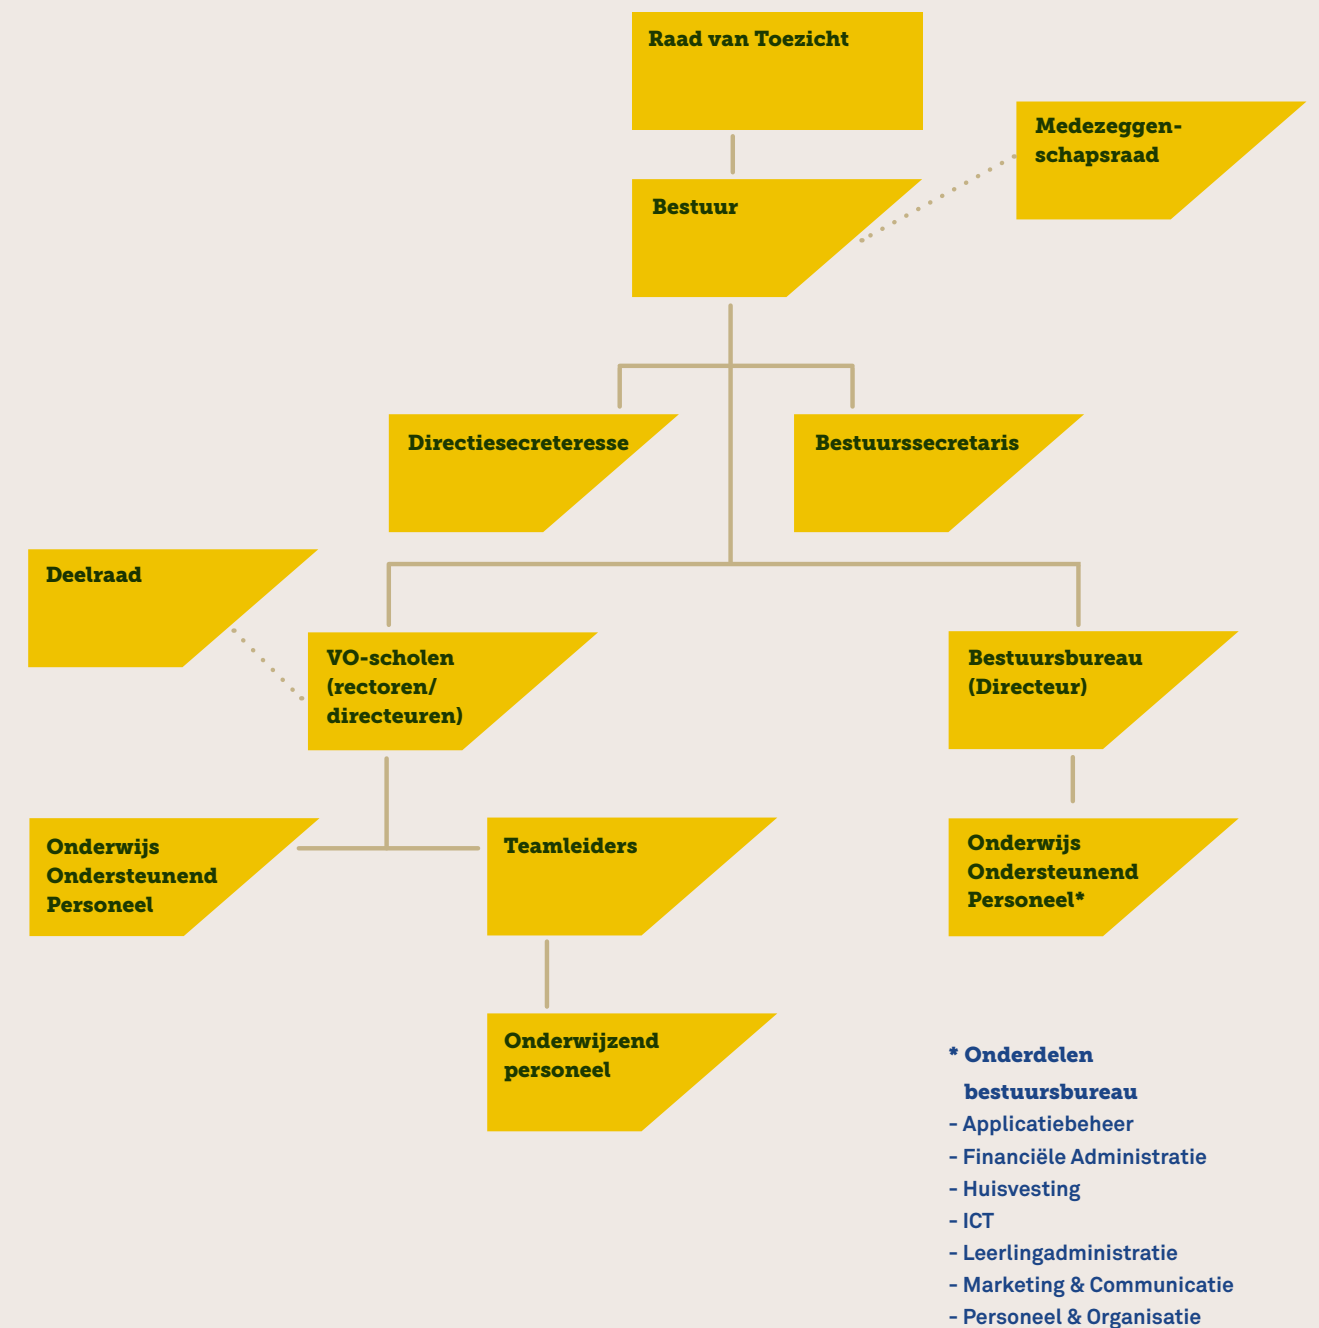 Raad van Toezicht
Medezeggen-
schapsraad
Bestuur
Directiesecreteresse
Bestuurssecretaris
Deelraad
VO-scholen
(rectoren/
directeuren)
Bestuursbureau
(Directeur)
Onderwijs
Ondersteunend
Personeel
Teamleiders
Onderwijs
Ondersteunend
Personeel*
Onderwijzend
personeel
* Onderdelen
bestuursbureau
- Applicatiebeheer
- Financiële Administratie
- Huisvesting
- ICT
- Leerlingadministratie
- Marketing & Communicatie
- Personeel & Organisatie